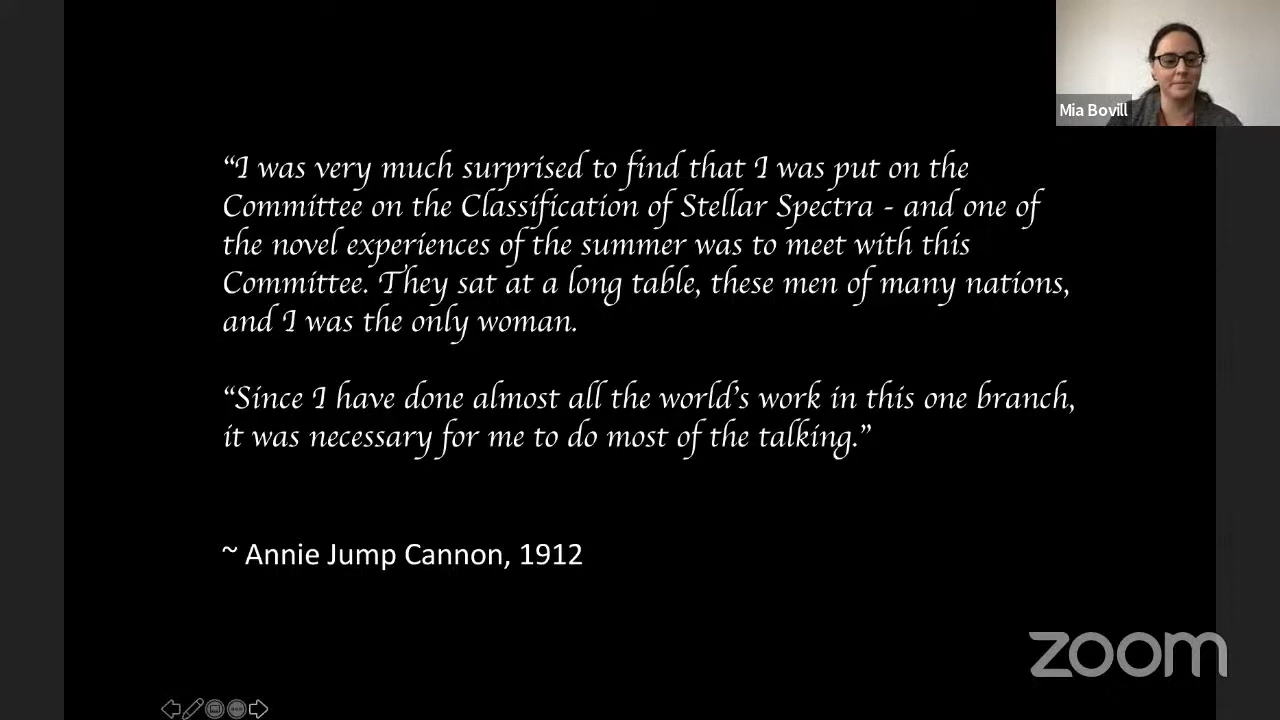 Mia Bovill
“I was very much surprised to find that I was put on the
Committee on the Classification of Stellar Spectra - and one of
the novel experiences of the summer was to meet with this
Committee. They sat at a long table, these men of many nations,
and I was the only woman.
“Since I have done almost all the world's work in this one branch,
it was necessary for me to do most of the talking.”
~ Annie Jump Cannon, 1912
zoom